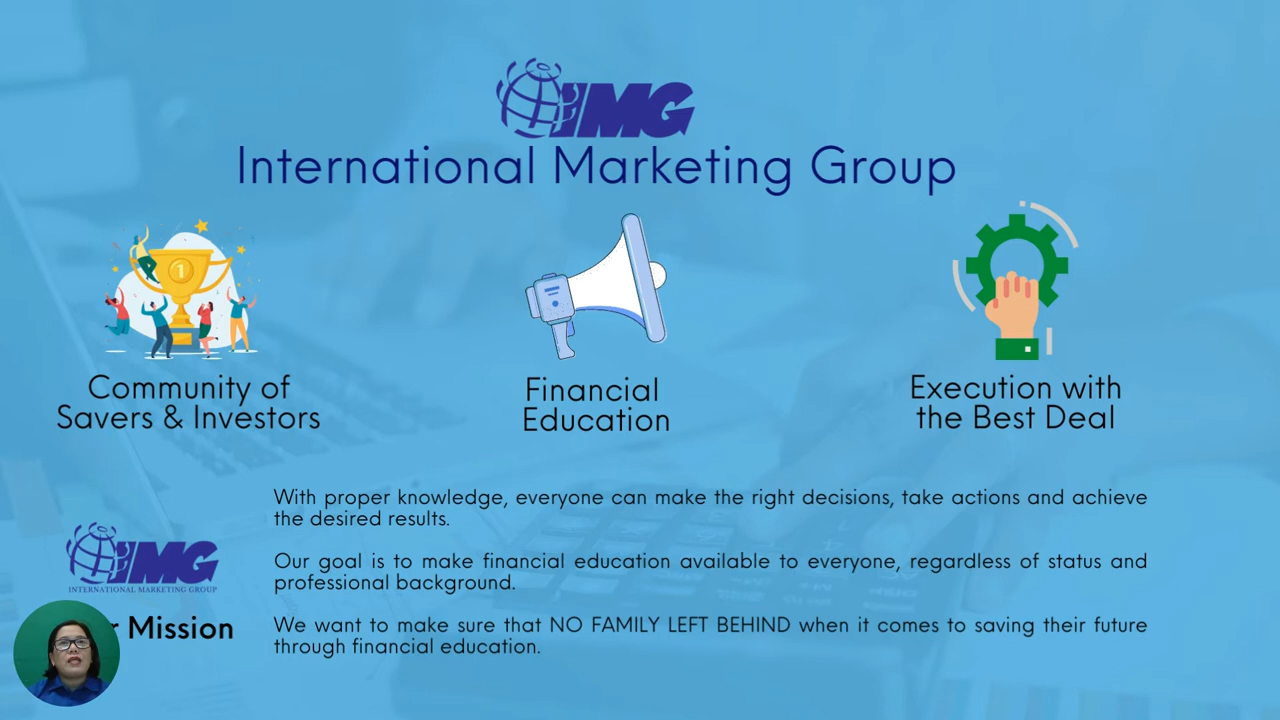 IMG
International Marketing Group
1
Community of
Savers & Investors
Financial
Education
Execution with
the Best Deal
With proper knowledge, everyone can make the right decisions, take actions and achieve
the desired results.
Our goal is to make financial education available to everyone, regardless of status and
professional background.
We want to make sure that NO FAMILY LEFT BEHIND when it comes to saving their future
through financial education.
IMG
INTERNATIONAL MARKETING GROUP
Mission